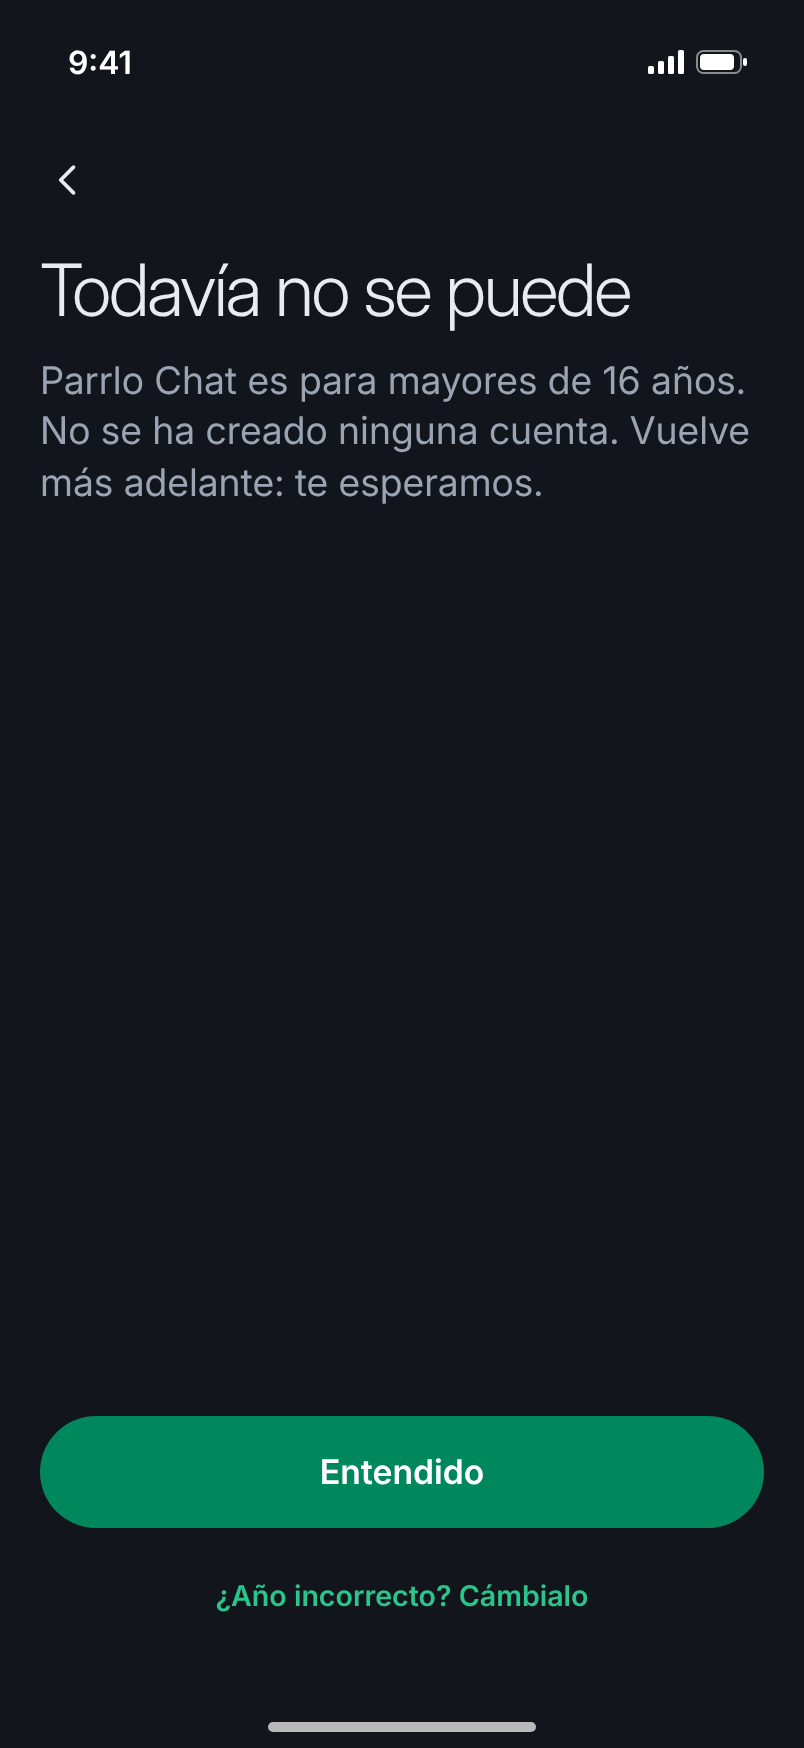 9:41
Todavía no se puede
Parrlo Chat es para mayores de 16 años.
No se ha creado ninguna cuenta. Vuelve
más adelante: te esperamos.
Entendido
¿Año incorrecto? Cámbialo